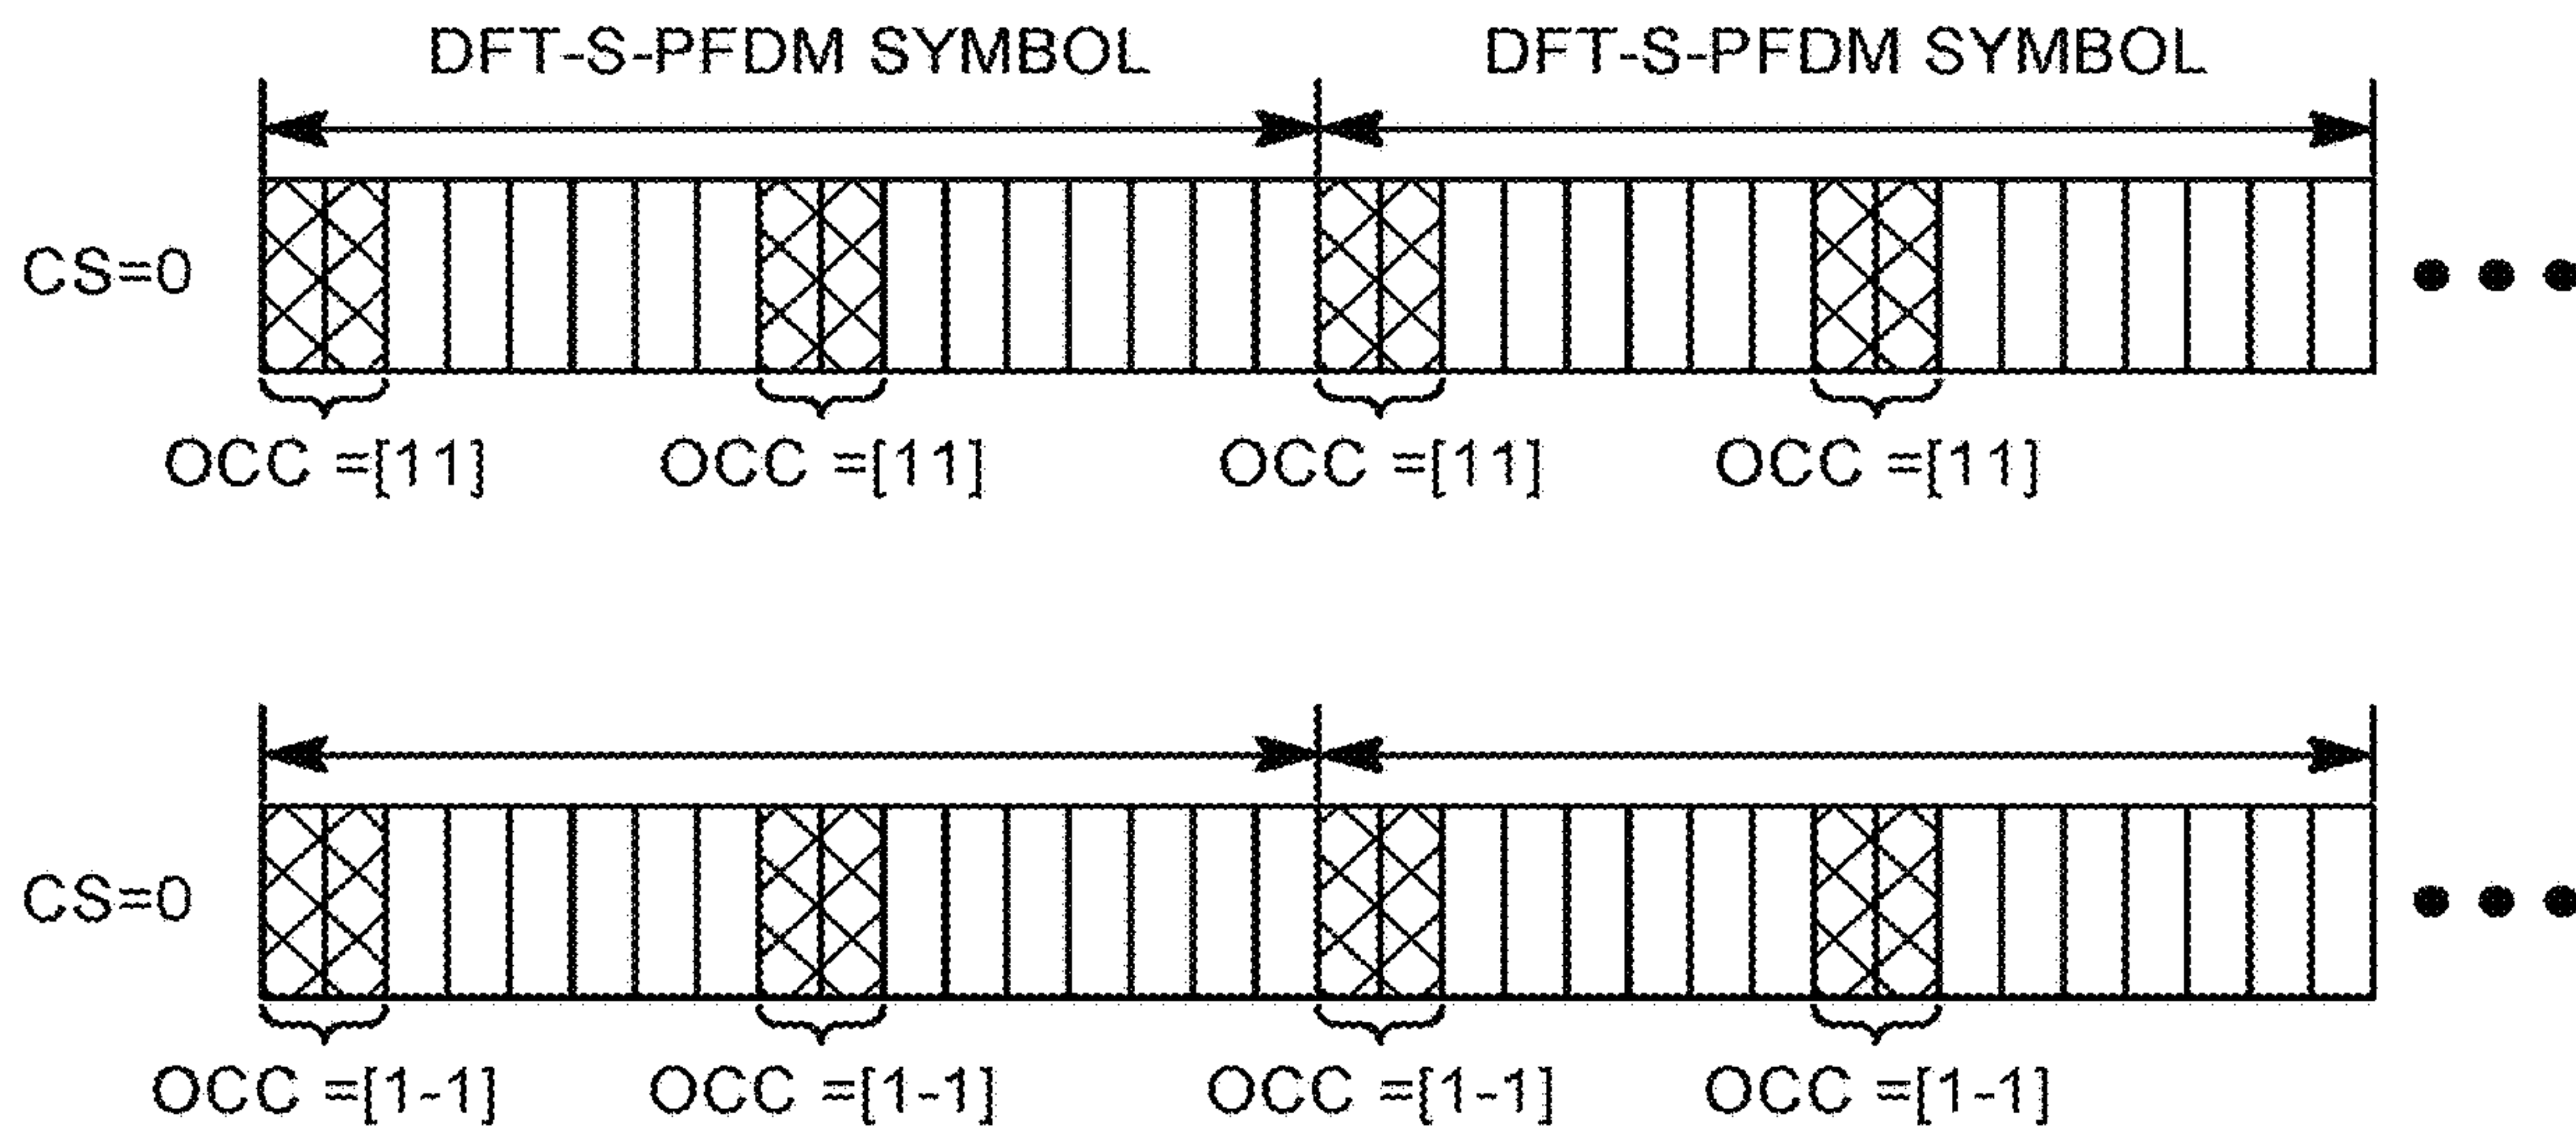 DFT-S-PFDM SYMBOL DFT-S-PFDM SYMBOL
CS=0
OCC =[11] OCC =[11] OCC =[11] OCC =[11]
CS=0
OCC =[1-1] OCC =[1-1] OCC =[1-1] OCC =[1-1]